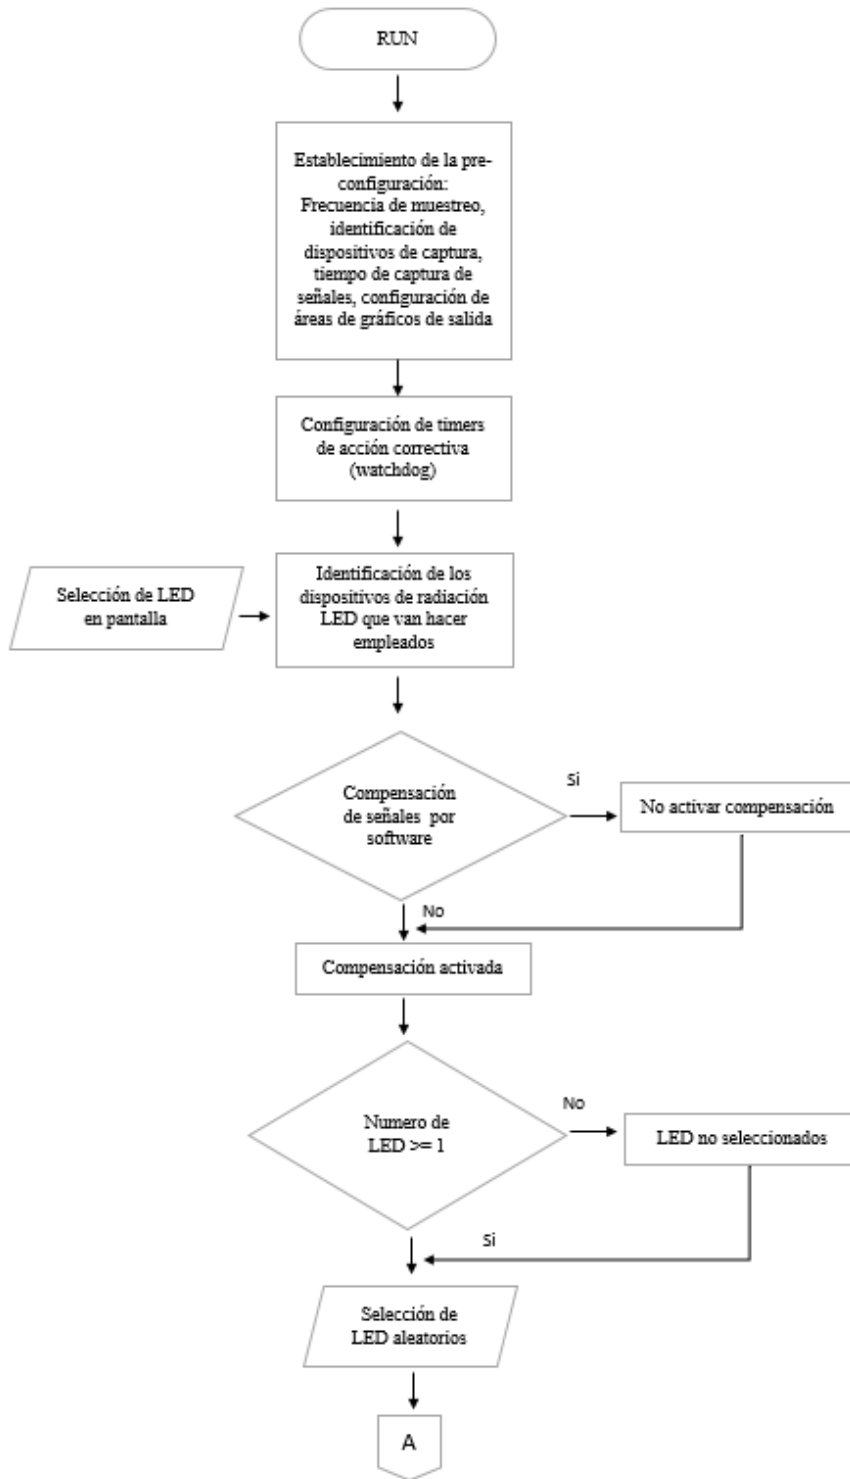 RUN
Establecimiento de la pre-
configuración:
Frecuencia de muestreo,
identificación de
dispositivos de captura,
tiempo de captura de
señales, configuración de
áreas de gráficos de salida
Configuración de timers
de acción correctiva
(watchdog)
Selección de LED
en pantalla
Identificación de los
dispositivos de radiación
LED que van hacer
empleados
Compensación
de señales por
software
Si
No activar compensación
No
Compensación activada
Numero de
LED >= 1
No
LED no seleccionados
Si
Selección de
LED aleatorios
A